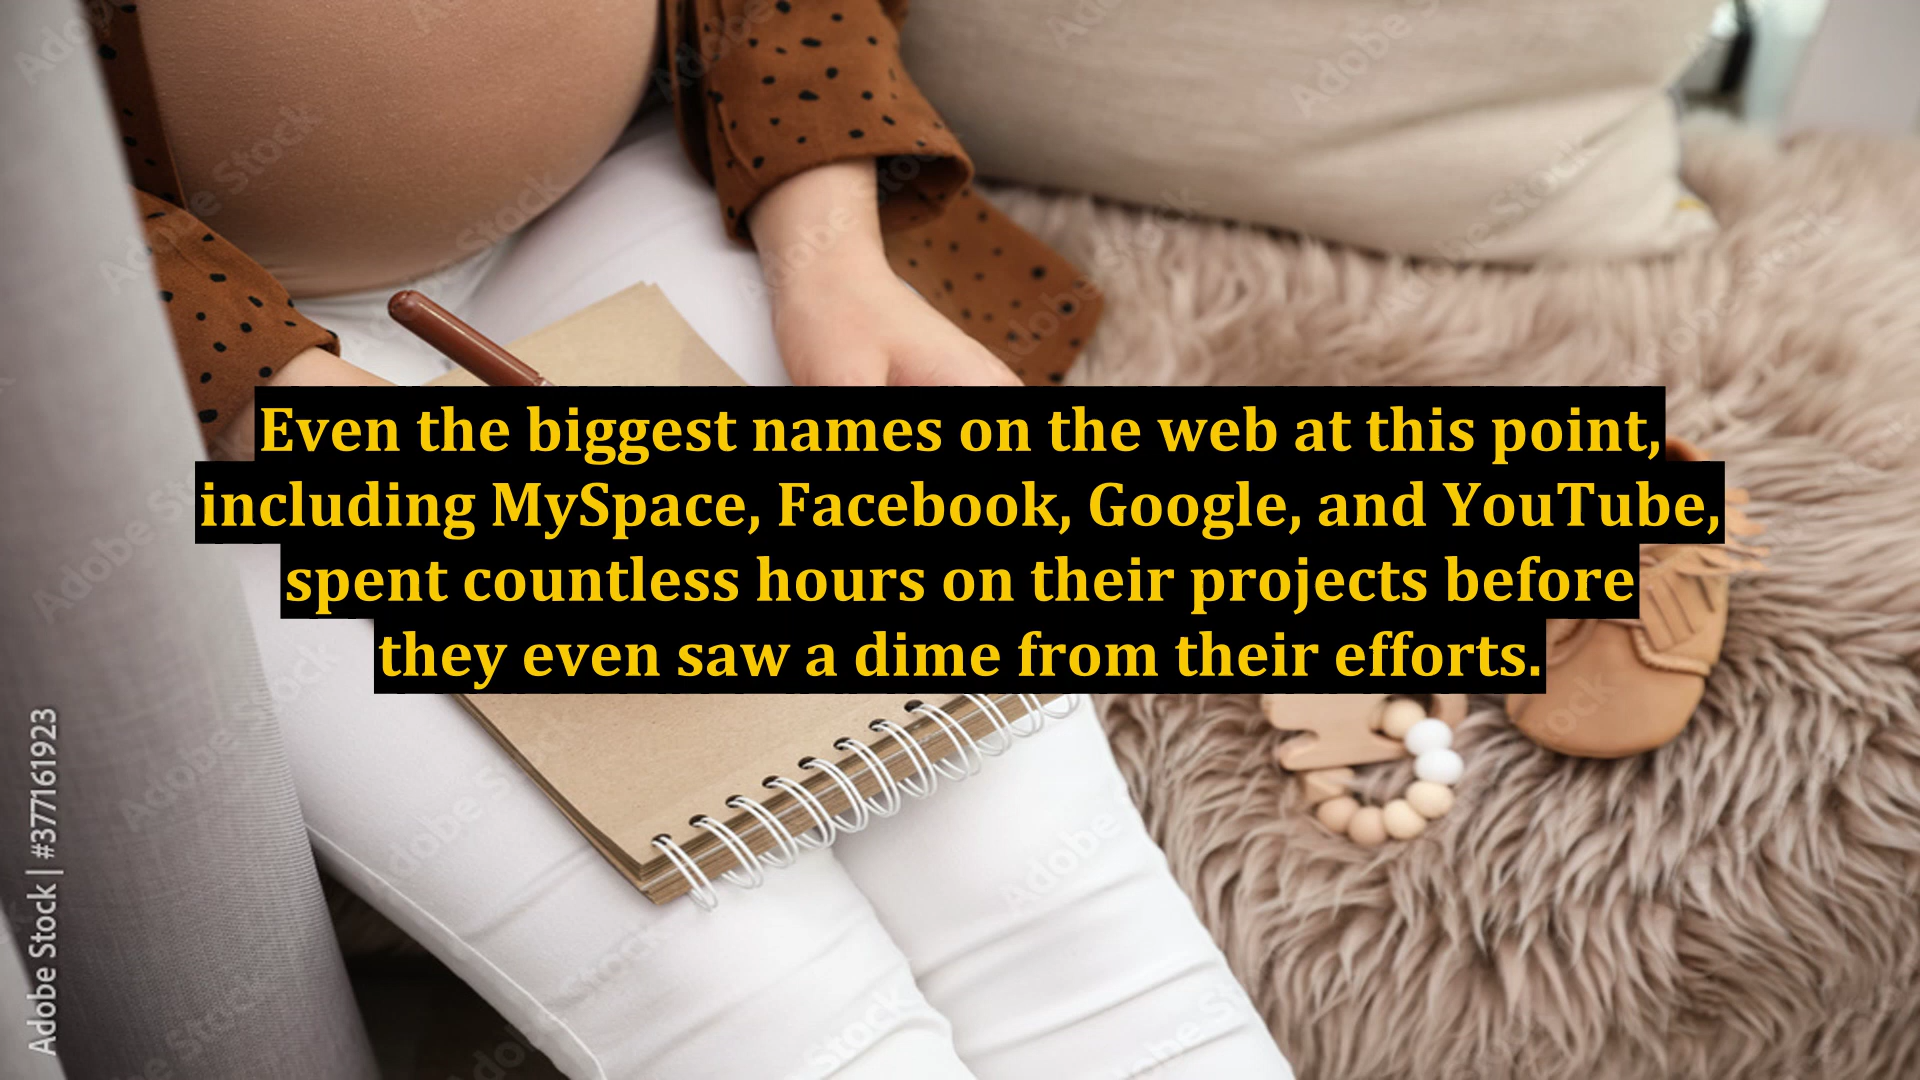 Even the biggest names on the web at this point,
including MySpace, Facebook, Google, and YouTube,
spent countless hours on their projects before
they even saw a dime from their efforts.
Adobe Stock | #377161923